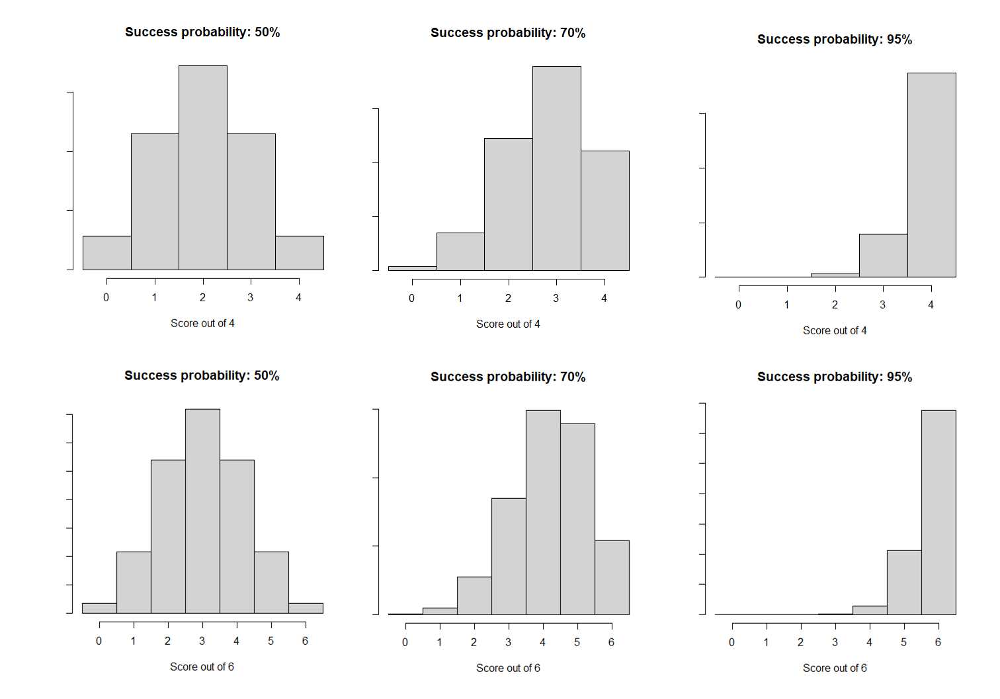 Success probability: 50%
0 1 2 3 4
Score out of 4
Success probability: 70%
0 1 2 3 4
Score out of 4
Success probability: 95%
0 1 2 3 4
Score out of 4
Success probability: 50%
0 1 2 3 4 5 6
Score out of 6
Success probability: 70%
0 1 2 3 4 5 6
Score out of 6
Success probability: 95%
0 1 2 3 4 5 6
Score out of 6